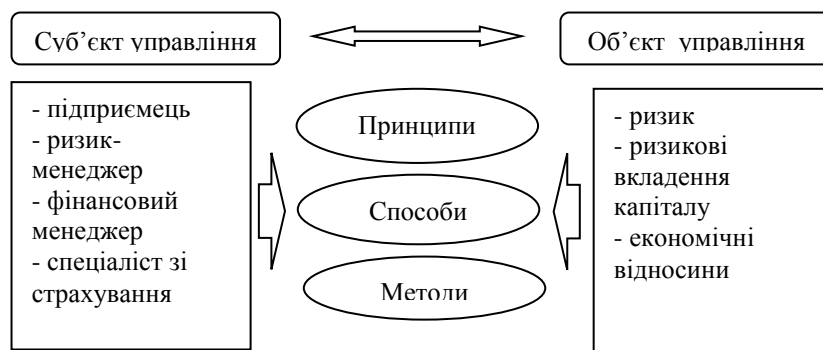 Суб’єкт управління
Об’єкт управління
- підприємець
- ризик-
менеджер
- фінансовий
менеджер
- спеціаліст зі
страхування
Принципи
Способи
Методи
- ризик
- ризикові
вкладення
капіталу
- економічні
відносини